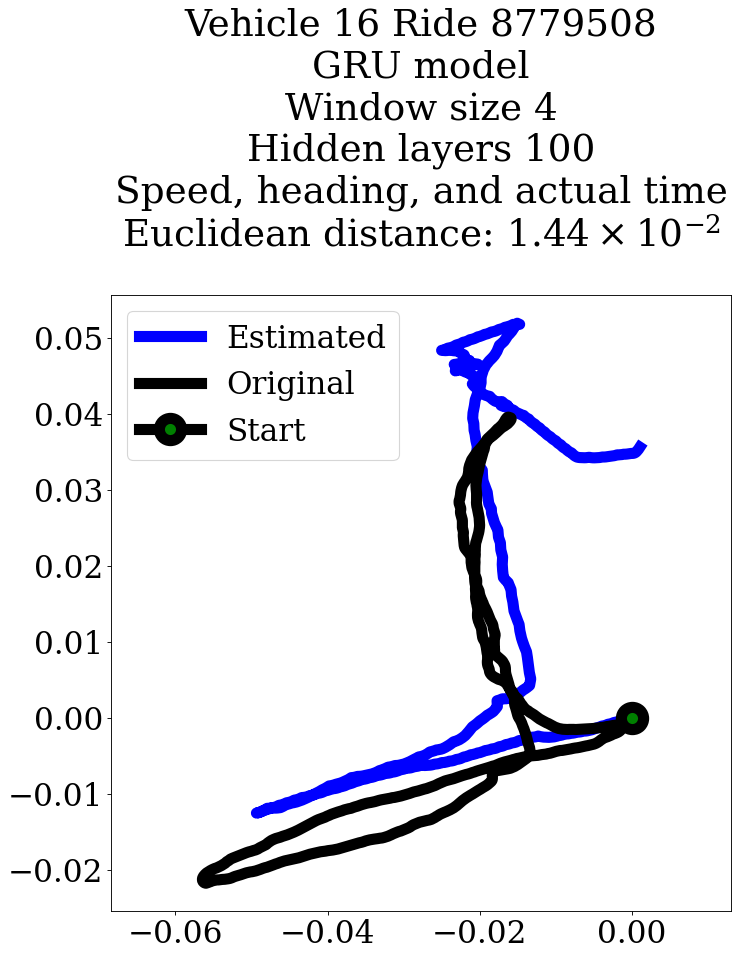 Vehicle 16 Ride 8779508
GRU model
Window size 4
Hidden layers 100
Speed, heading, and actual time
Euclidean distance: 1.44 × 10⁻²
Estimated
Original
Start
0.05
0.04
0.03
0.02
0.01
0.00
−0.01
−0.02
−0.06 −0.04 −0.02 0.00